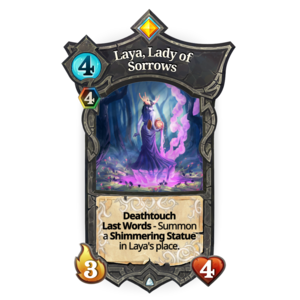 Laya, Lady of
Sorrows
4
4
Deathtouch
Last Words - Summon
a Shimmering Statue
in Laya's place.
3
4